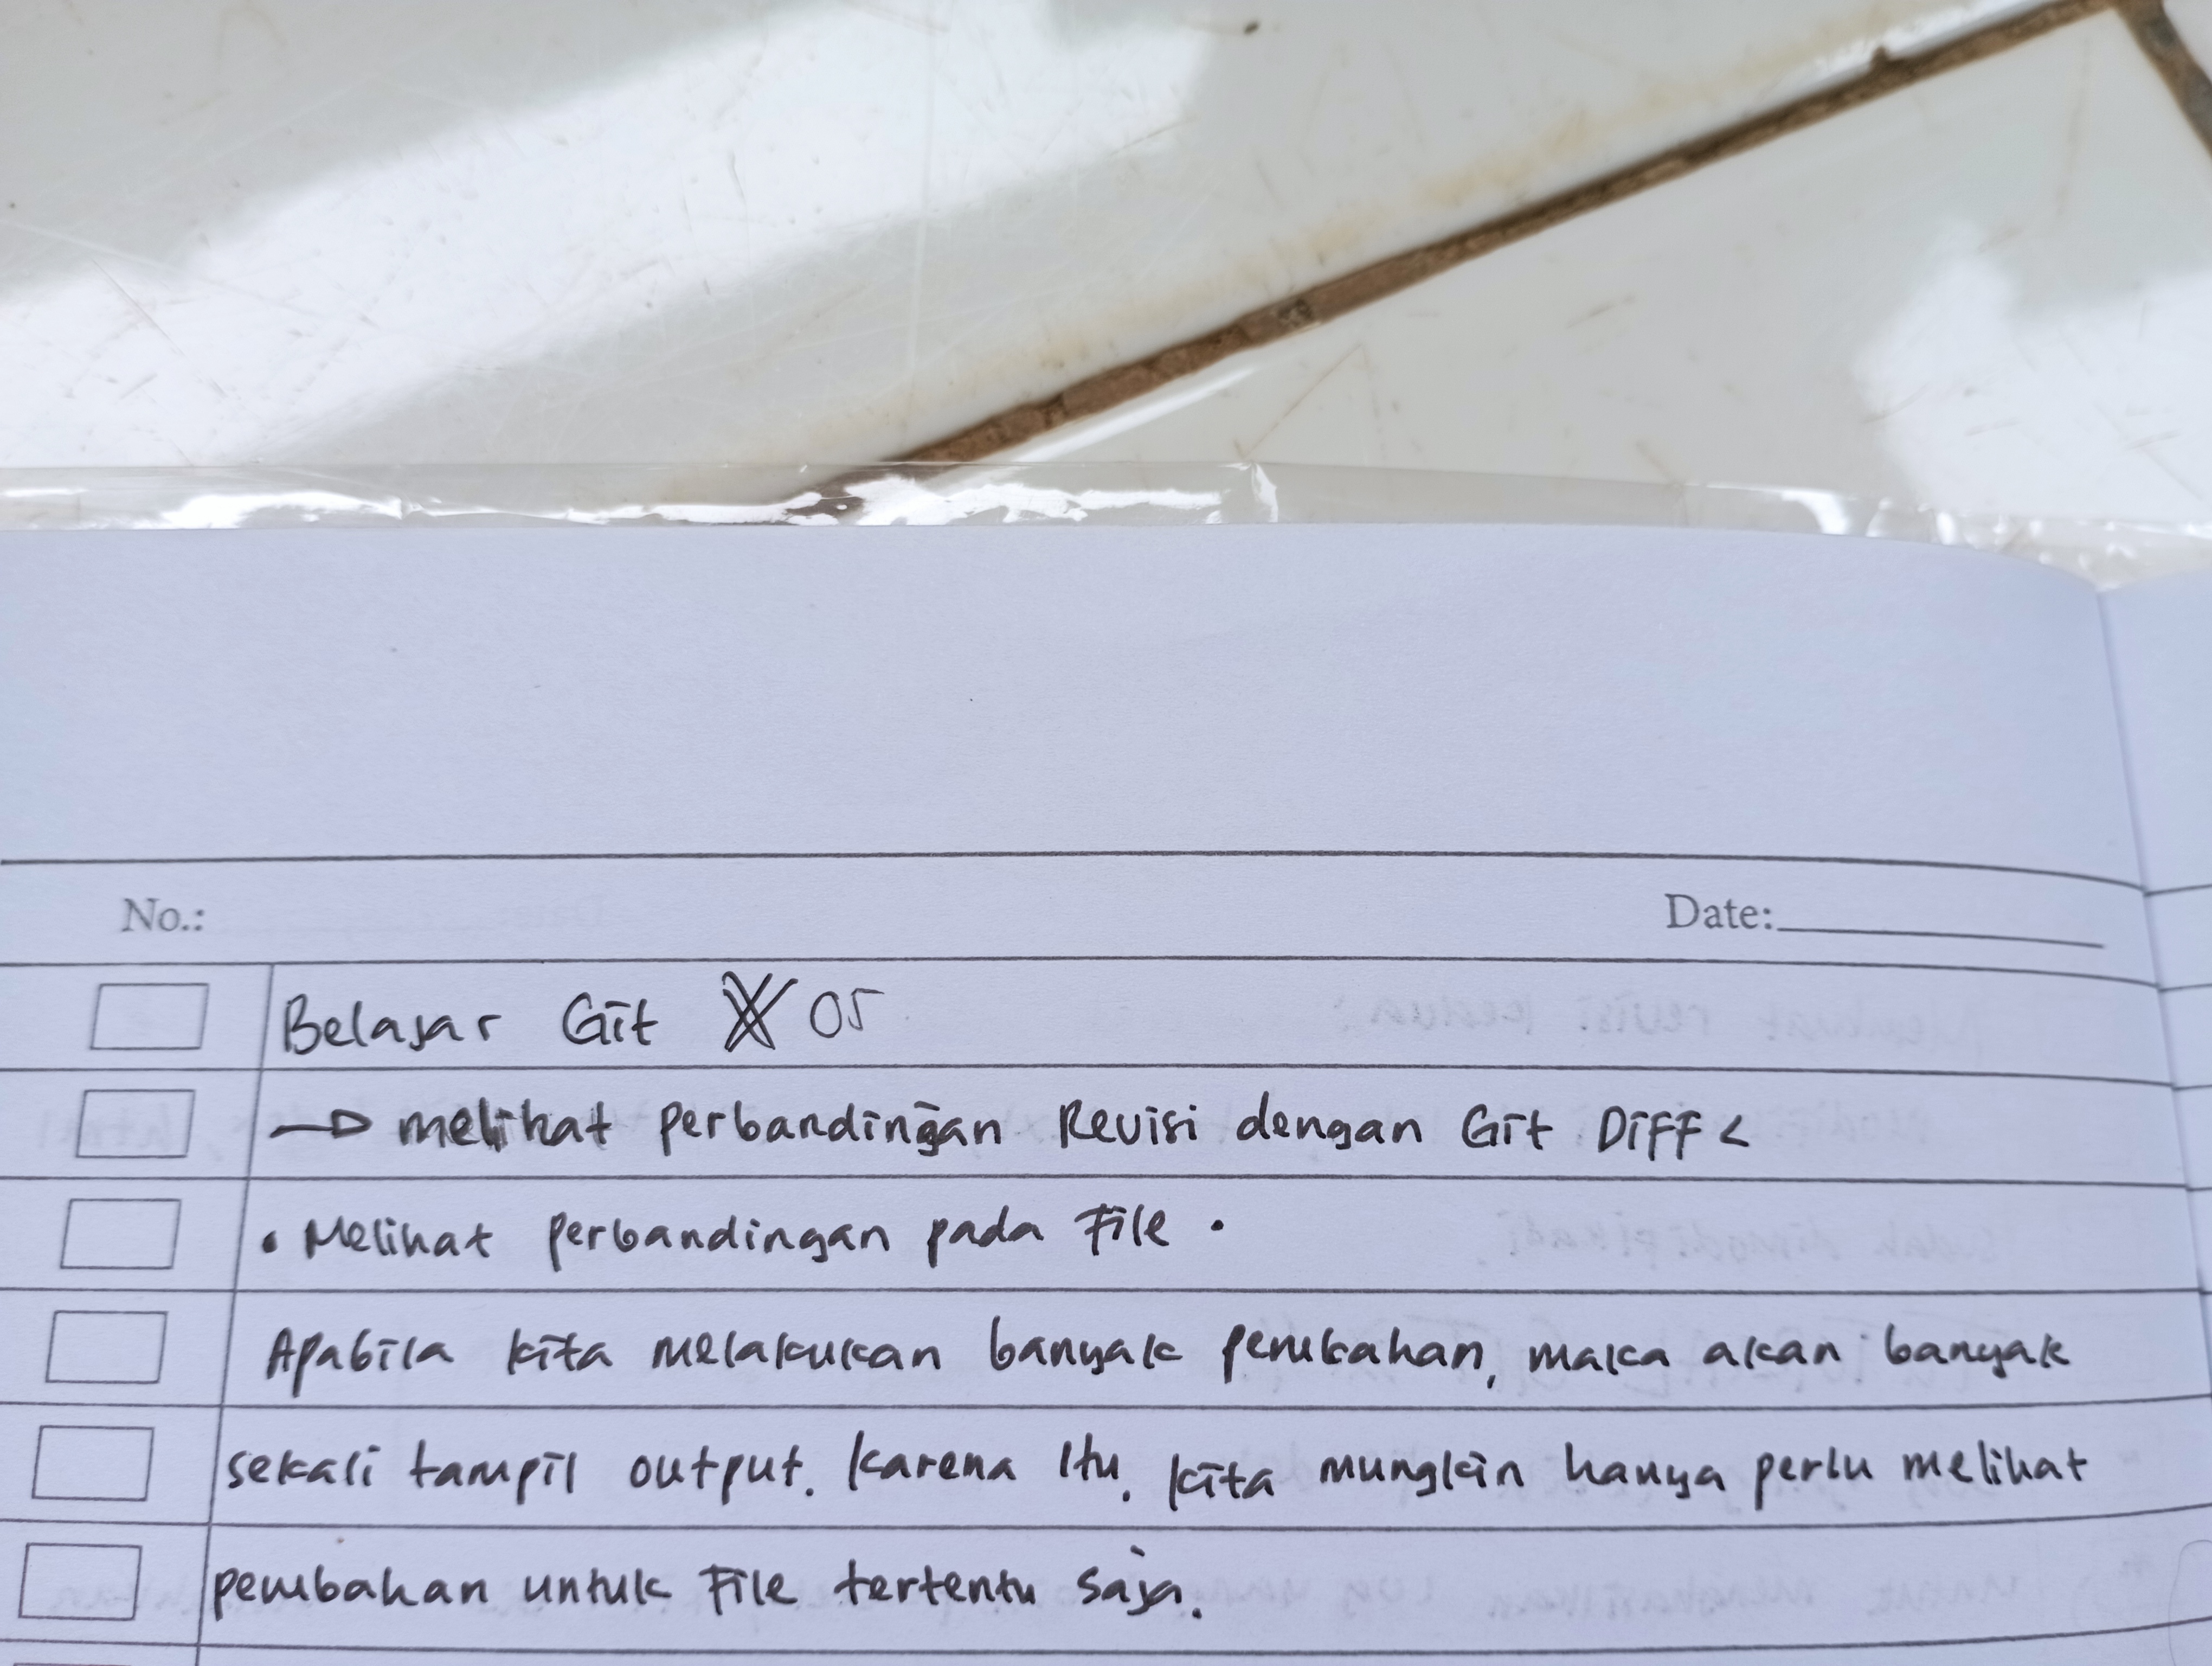 No.: Date:
Belajar Git 05
→ melihat perbandingan Revisi dengan Git Diff <
• Melihat perbandingan pada File •
Apabila kita melakukan banyak perubahan, maka akan banyak
sekali tampil output. Karena Itu, kita mungkin hanya perlu melihat
perubahan untuk File tertentu saja.